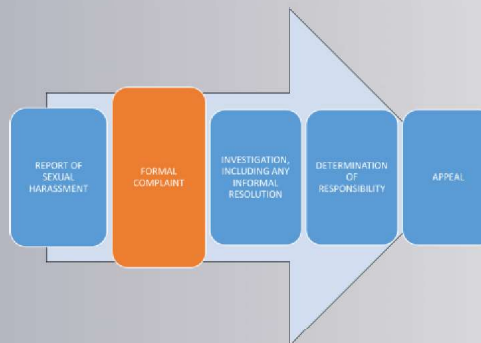 REPORT OF
SEXUAL
HARASSMENT
FORMAL
COMPLAINT
INVESTIGATION,
INCLUDING ANY
INFORMAL
RESOLUTION
DETERMINATION
OF
RESPONSIBILITY
APPEAL